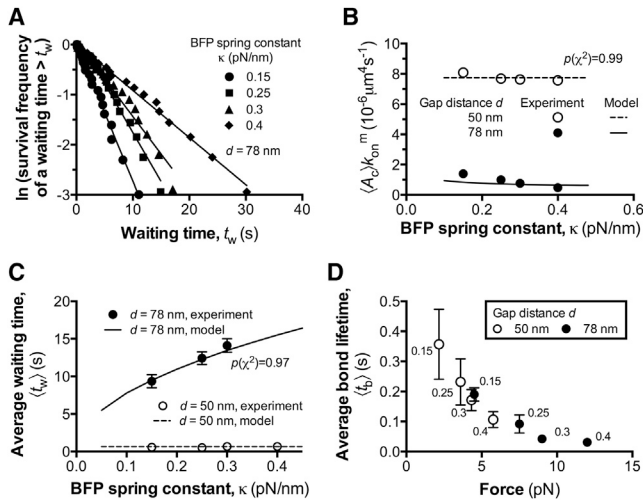 A
ln (survival frequency
of a waiting time > tw)
0
-1
-2
-3
0 10 20 30 40
Waiting time, tw (s)
BFP spring constant
κ (pN/nm)
0.15
0.25
0.3
0.4
d = 78 nm
B
⟨Ac⟩kon^m (10⁻⁶μm⁴s⁻¹)
10
8
6
4
2
0
0.0 0.2 0.4 0.6
BFP spring constant, κ (pN/nm)
p(χ²)=0.99
Gap distance d Experiment Model
50 nm
78 nm
C
Average waiting time,
⟨tw⟩ (s)
20
15
10
5
0
0.0 0.1 0.2 0.3 0.4
BFP spring constant, κ (pN/nm)
d = 78 nm, experiment
d = 78 nm, model
p(χ²)=0.97
d = 50 nm, experiment
d = 50 nm, model
D
Average bond lifetime,
⟨tb⟩ (s)
0.5
0.4
0.3
0.2
0.1
0.0
0 5 10 15
Force (pN)
Gap distance d
50 nm 78 nm
0.15
0.25
0.3
0.4
0.15
0.25
0.3
0.4